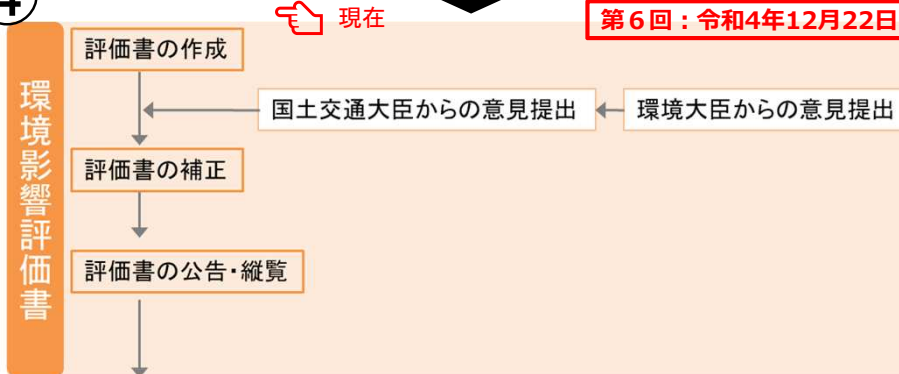 4
現在
第6回：令和4年12月22日
環境影響評価書
評価書の作成
国土交通大臣からの意見提出
環境大臣からの意見提出
評価書の補正
評価書の公告・縦覧